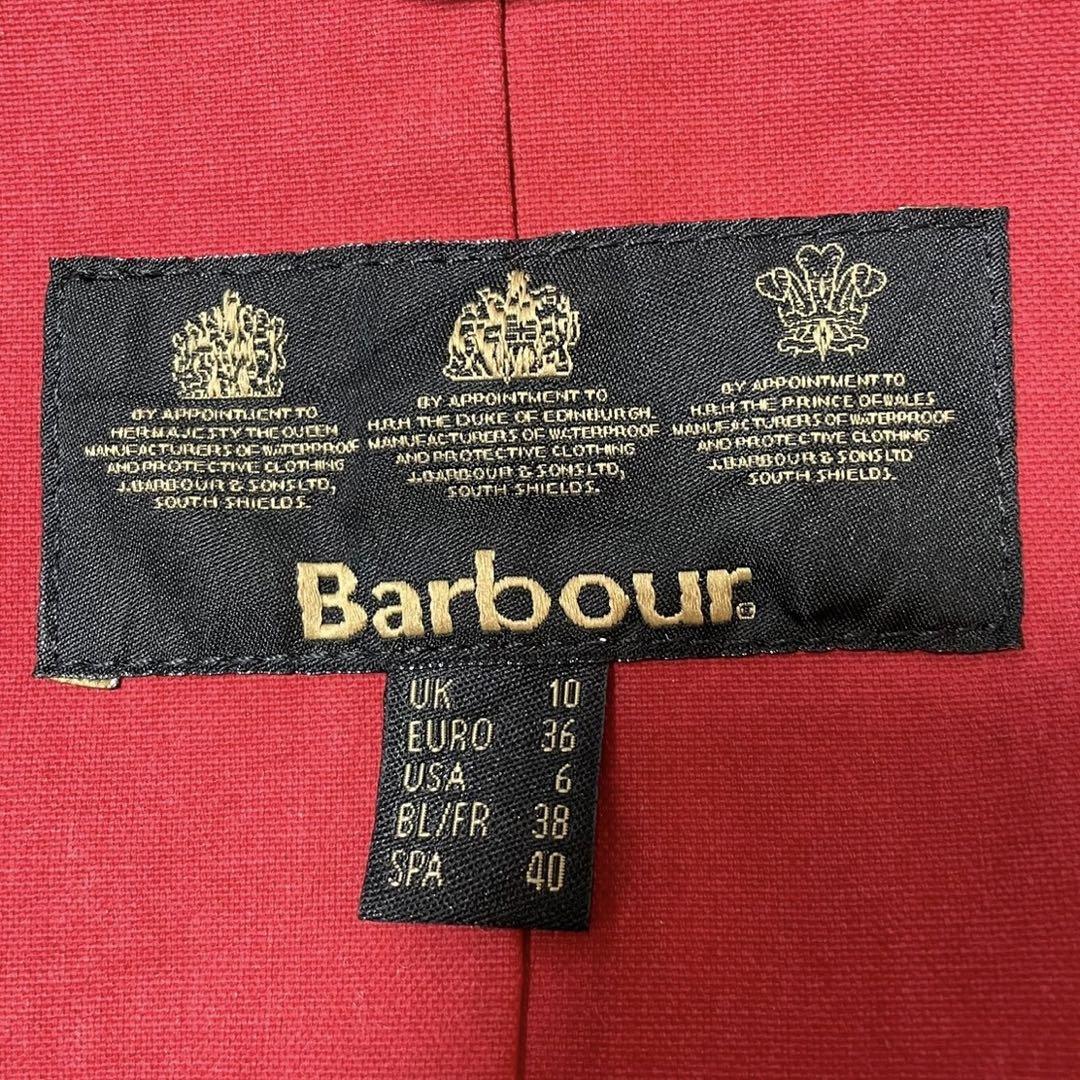 BY APPOINTMENT TO
HER MAJESTY THE QUEEN
MANUFACTURERS OF WATERPROOF
AND PROTECTIVE CLOTHING
J.BARBOUR & SONS LTD,
SOUTH SHIELDS.
BY APPOINTMENT TO
H.R.H THE DUKE OF EDINBURGH.
MANUFACTURERS OF WATERPROOF
AND PROTECTIVE CLOTHING
J.BARBOUR & SONS LTD,
SOUTH SHIELDS.
BY APPOINTMENT TO
H.R.H THE PRINCE OF WALES
MANUFACTURERS OF WATERPROOF
AND PROTECTIVE CLOTHING
J.BARBOUR & SONS LTD
SOUTH SHIELDS.
Barbour®
UK 10
EURO 36
USA 6
BL/FR 38
SPA 40